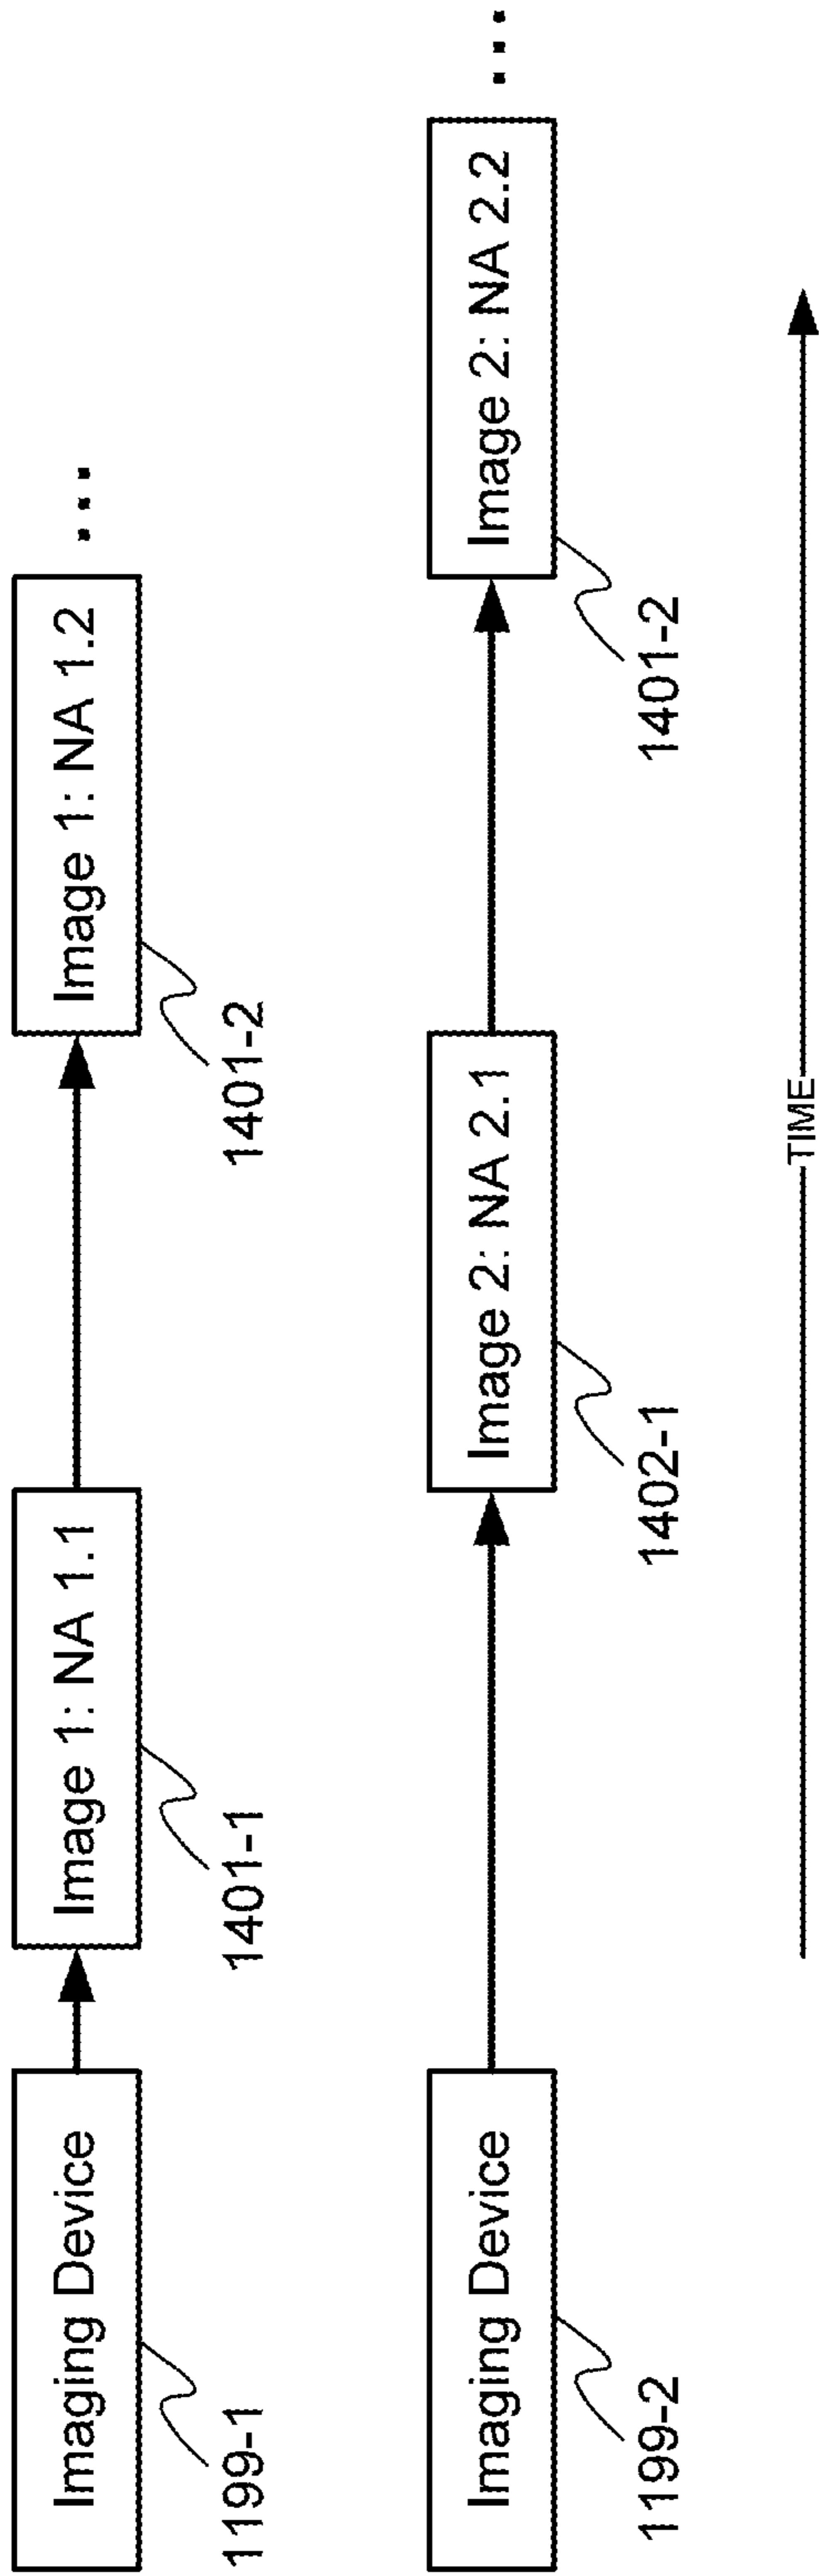 Imaging Device
1199-1
Image 1: NA 1.1
1401-1
Image 1: NA 1.2
1401-2
...
Imaging Device
1199-2
Image 2: NA 2.1
1402-1
Image 2: NA 2.2
1401-2
...
TIME